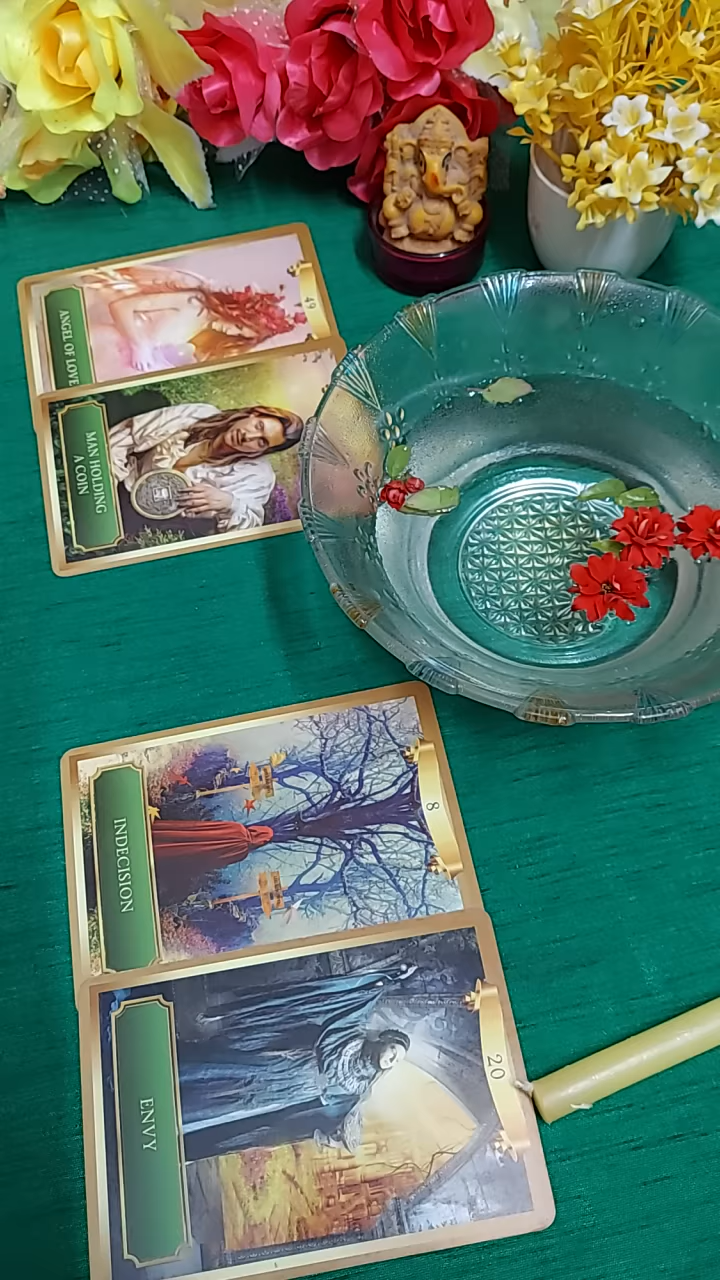 49
ANGEL OF LOVE
MAN HOLDING
A COIN
8
INDECISION
20
ENVY